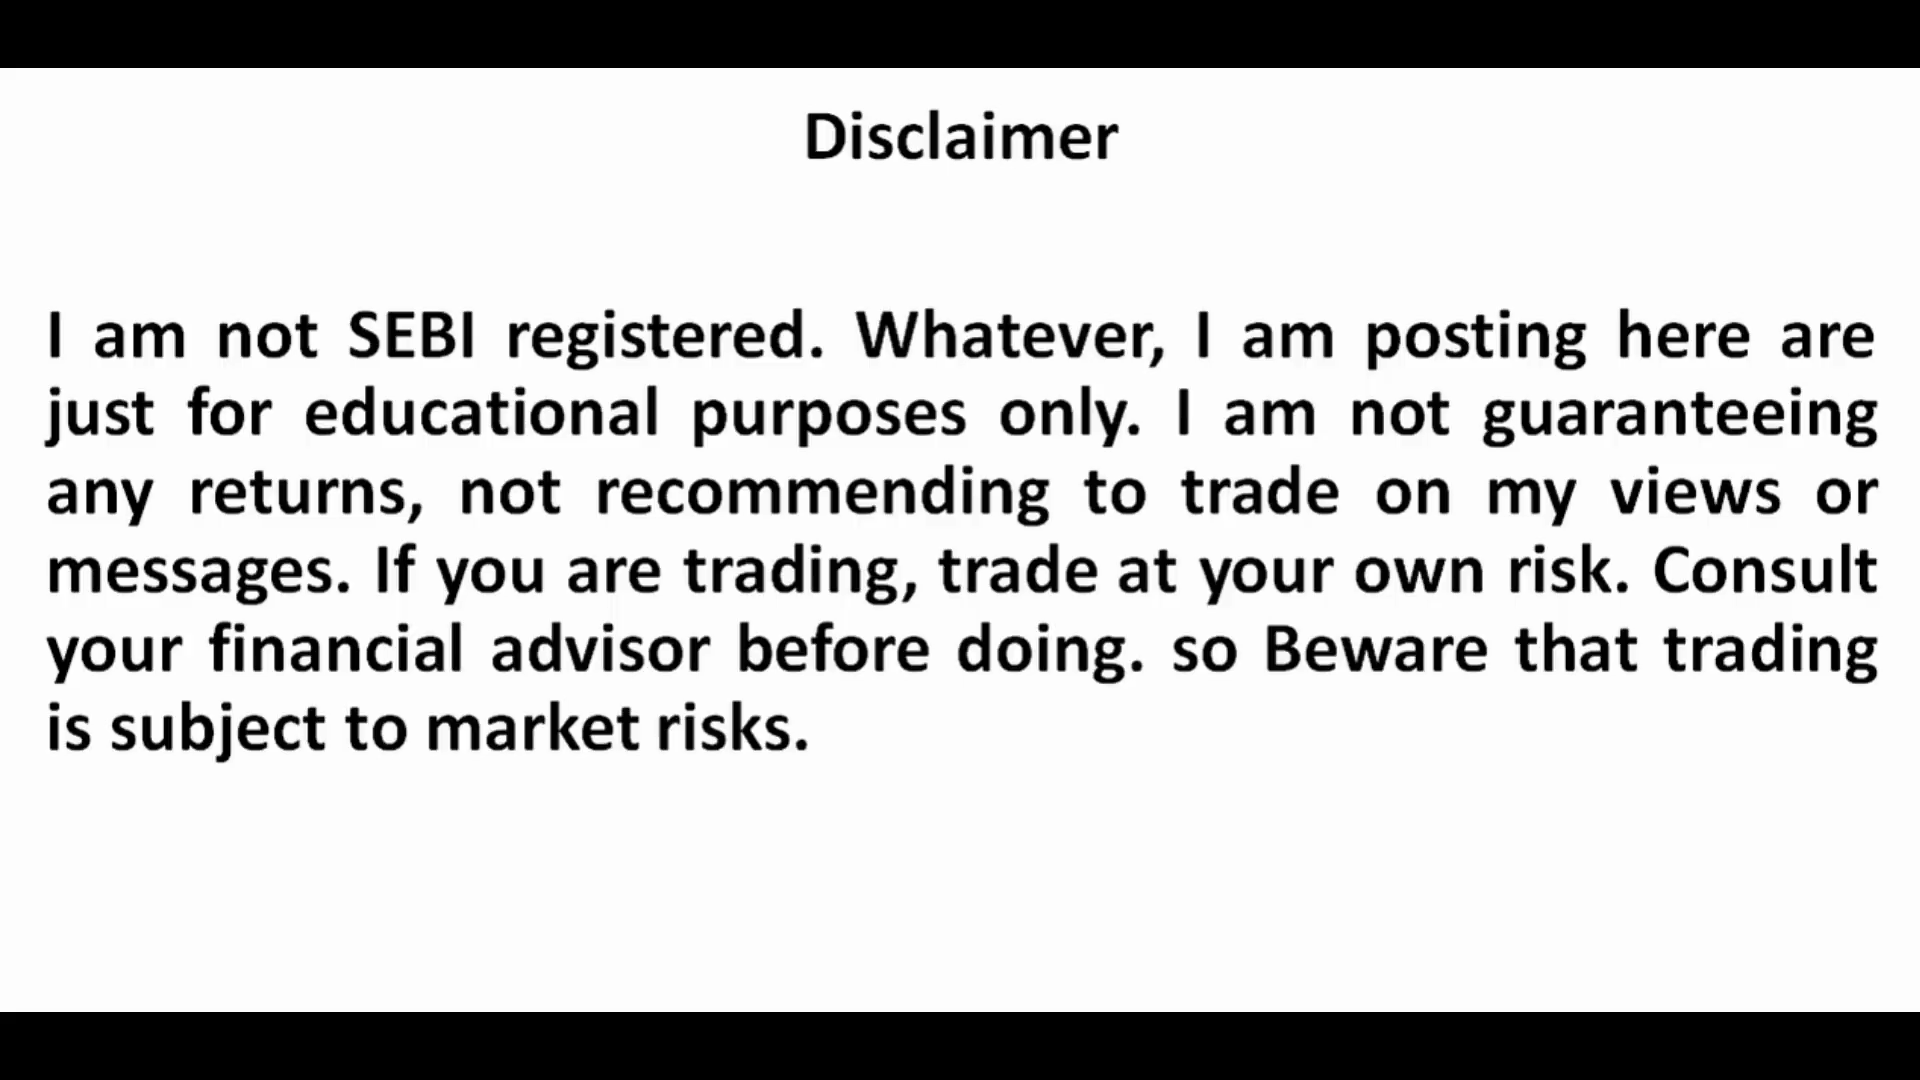 Disclaimer
I am not SEBI registered. Whatever, I am posting here are
just for educational purposes only. I am not guaranteeing
any returns, not recommending to trade on my views or
messages. If you are trading, trade at your own risk. Consult
your financial advisor before doing. so Beware that trading
is subject to market risks.